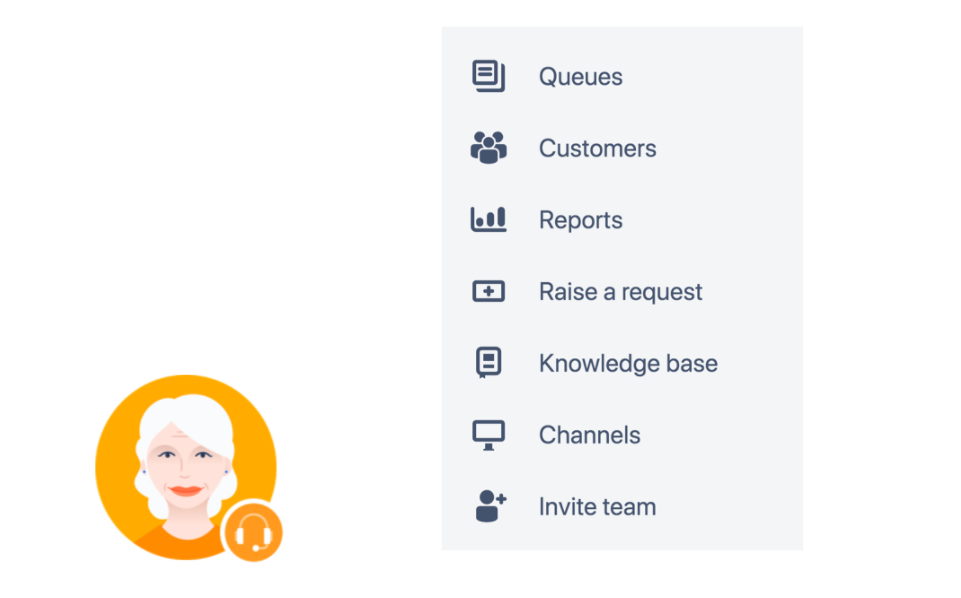 Queues
Customers
Reports
Raise a request
Knowledge base
Channels
Invite team